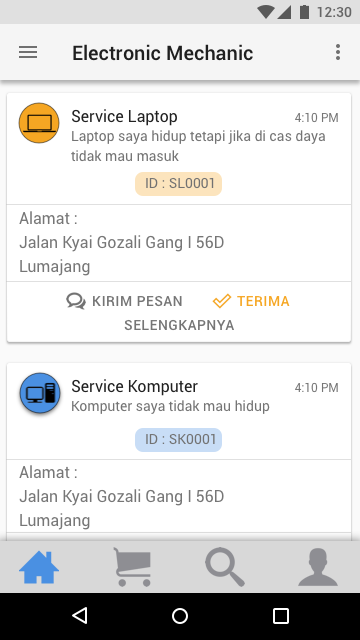 12:30
Electronic Mechanic
Service Laptop
4:10 PM
Laptop saya hidup tetapi jika di cas daya
tidak mau masuk
ID : SL0001
Alamat :
Jalan Kyai Gozali Gang I 56D
Lumajang
KIRIM PESAN
TERIMA
SELENGKAPNYA
Service Komputer
4:10 PM
Komputer saya tidak mau hidup
ID : SK0001
Alamat :
Jalan Kyai Gozali Gang I 56D
Lumajang